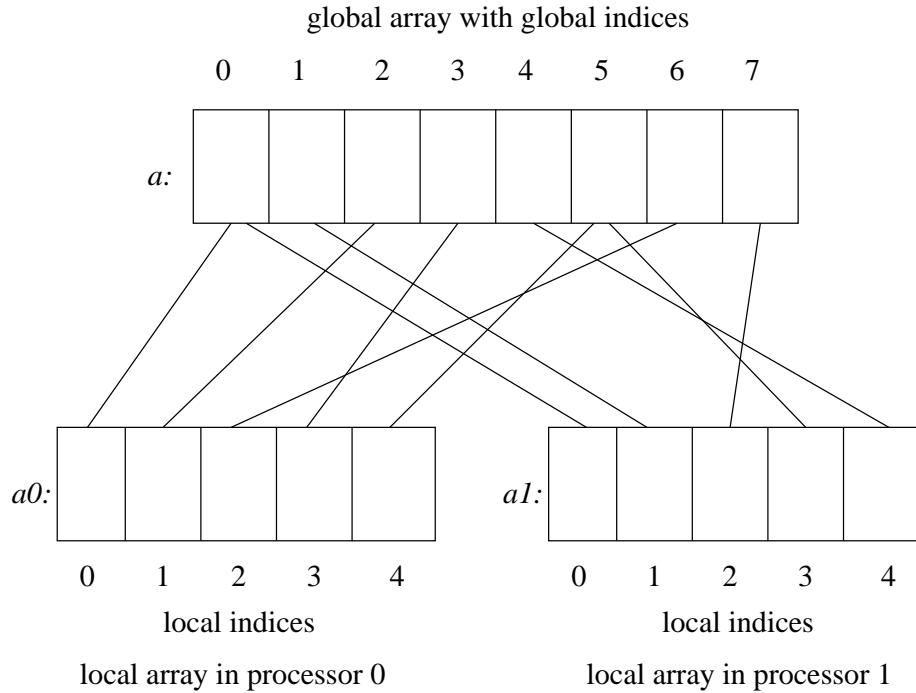 global array with global indices
0 1 2 3 4 5 6 7
a:
a0:
a1:
0 1 2 3 4
0 1 2 3 4
local indices
local indices
local array in processor 0
local array in processor 1